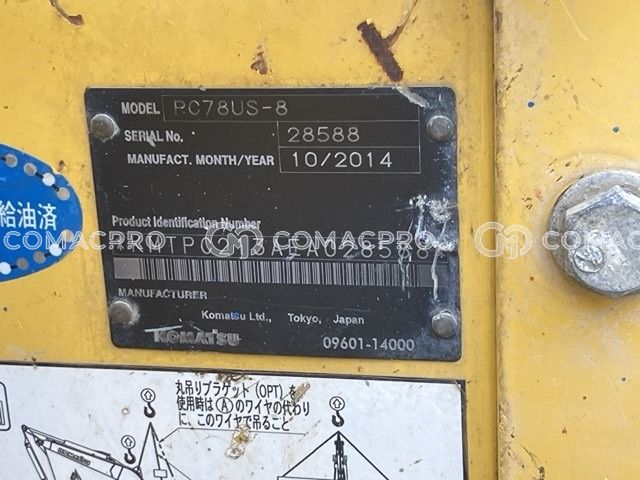 MODEL PC78US-8
SERIAL No. 28588
MANUFACT. MONTH/YEAR 10/2014
給油済
Product Identification Number
COMACPRO COMACPRO COMACPRO
MANUFACTURER
Komatsu Ltd., Tokyo, Japan
KOMATSU 09601-14000
丸吊りブラケット(OPT)を
使用時はⒶのワイヤの代わり
に、このワイヤで吊ること
KOMATSU